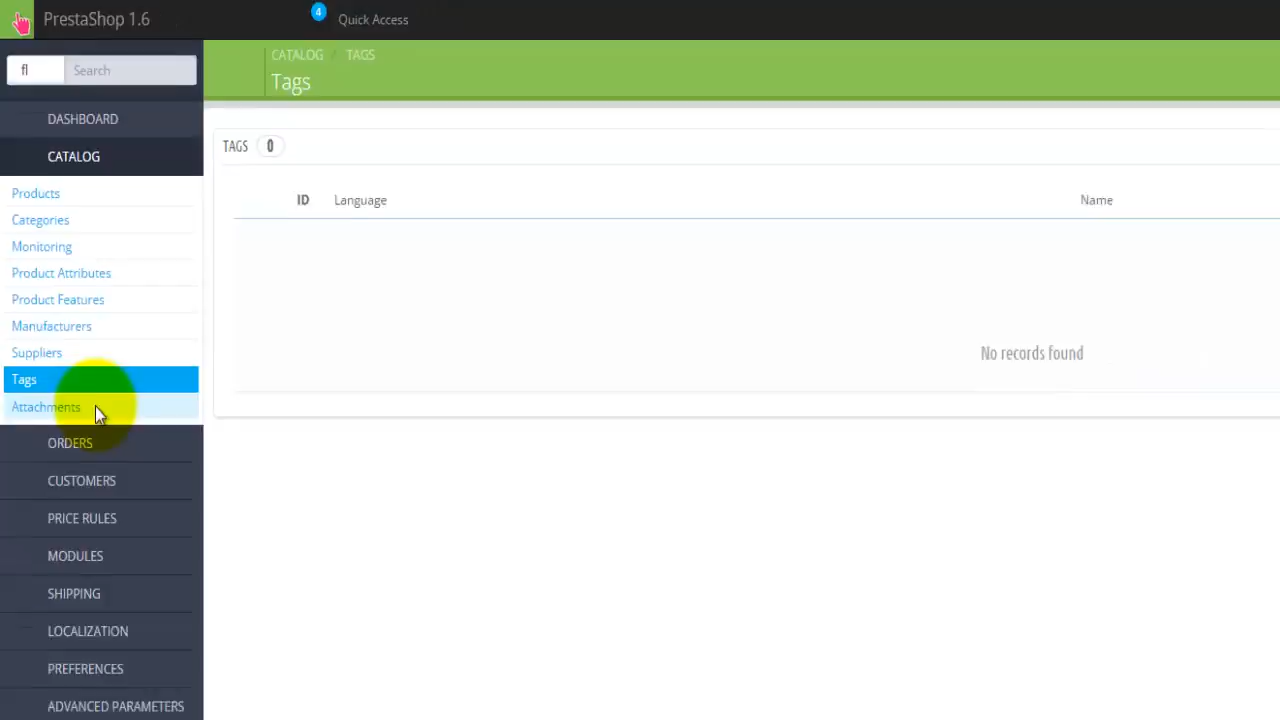 PrestaShop 1.6
4
Quick Access
fl
Search
CATALOG / TAGS
Tags
DASHBOARD
CATALOG
Products
Categories
Monitoring
Product Attributes
Product Features
Manufacturers
Suppliers
Tags
Attachments
ORDERS
CUSTOMERS
PRICE RULES
MODULES
SHIPPING
LOCALIZATION
PREFERENCES
ADVANCED PARAMETERS
TAGS 0
ID Language Name
No records found